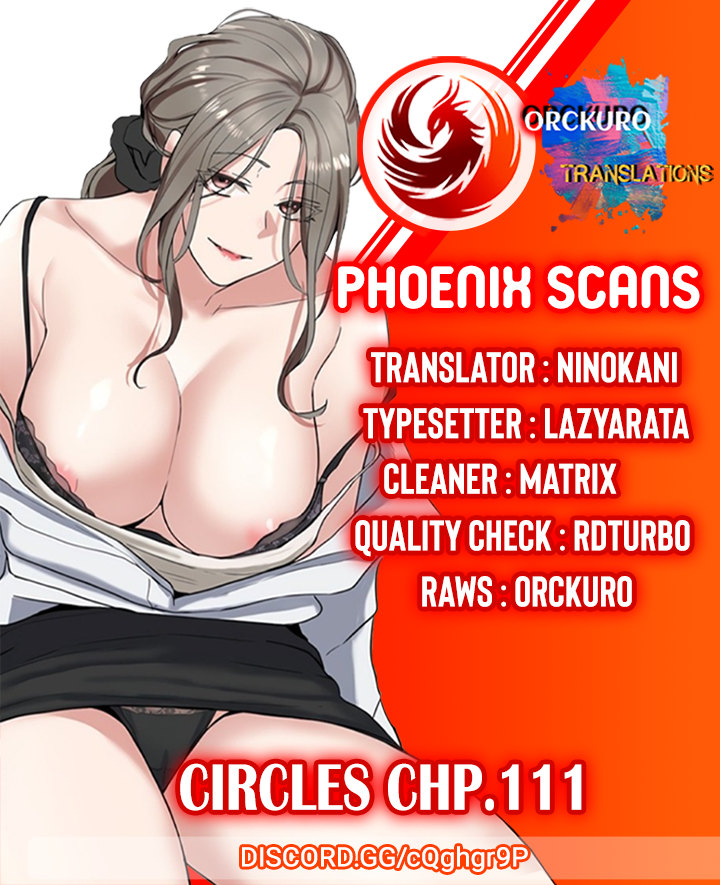 ORCKURO
TRANSLATIONS
PHOENIX SCANS
TRANSLATOR : NINOKANI
TYPESETTER : LAZYARATA
CLEANER : MATRIX
QUALITY CHECK : RDTURBO
RAWS : ORCKURO
CIRCLES CHP.111
DISCORD.GG/cQghgr9P